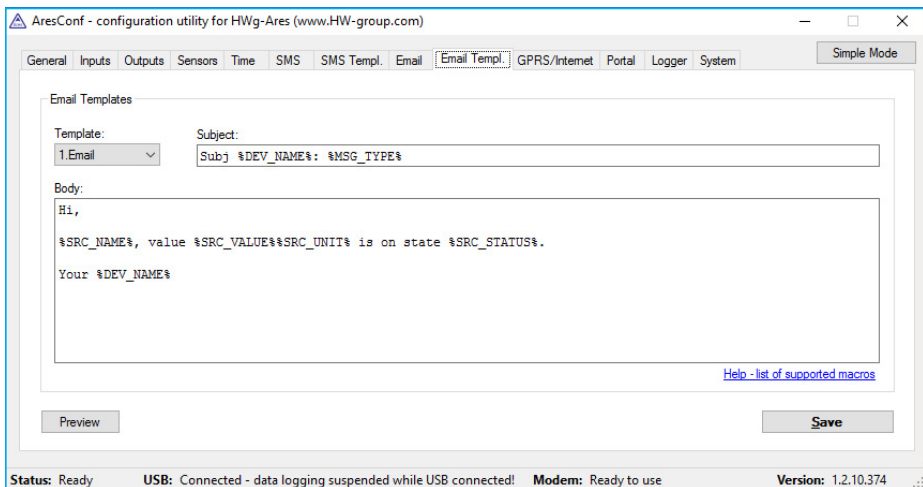 AresConf - configuration utility for HWg-Ares (www.HW-group.com)
General Inputs Outputs Sensors Time SMS SMS Templ. Email Email Templ. GPRS/Internet Portal Logger System Simple Mode
Email Templates
Template: Subject:
1.Email Subj %DEV_NAME%: %MSG_TYPE%
Body:
Hi,
%SRC_NAME%, value %SRC_VALUE%%SRC_UNIT% is on state %SRC_STATUS%.
Your %DEV_NAME%
Help - list of supported macros
Preview Save
Status: Ready USB: Connected - data logging suspended while USB connected! Modem: Ready to use Version: 1.2.10.374